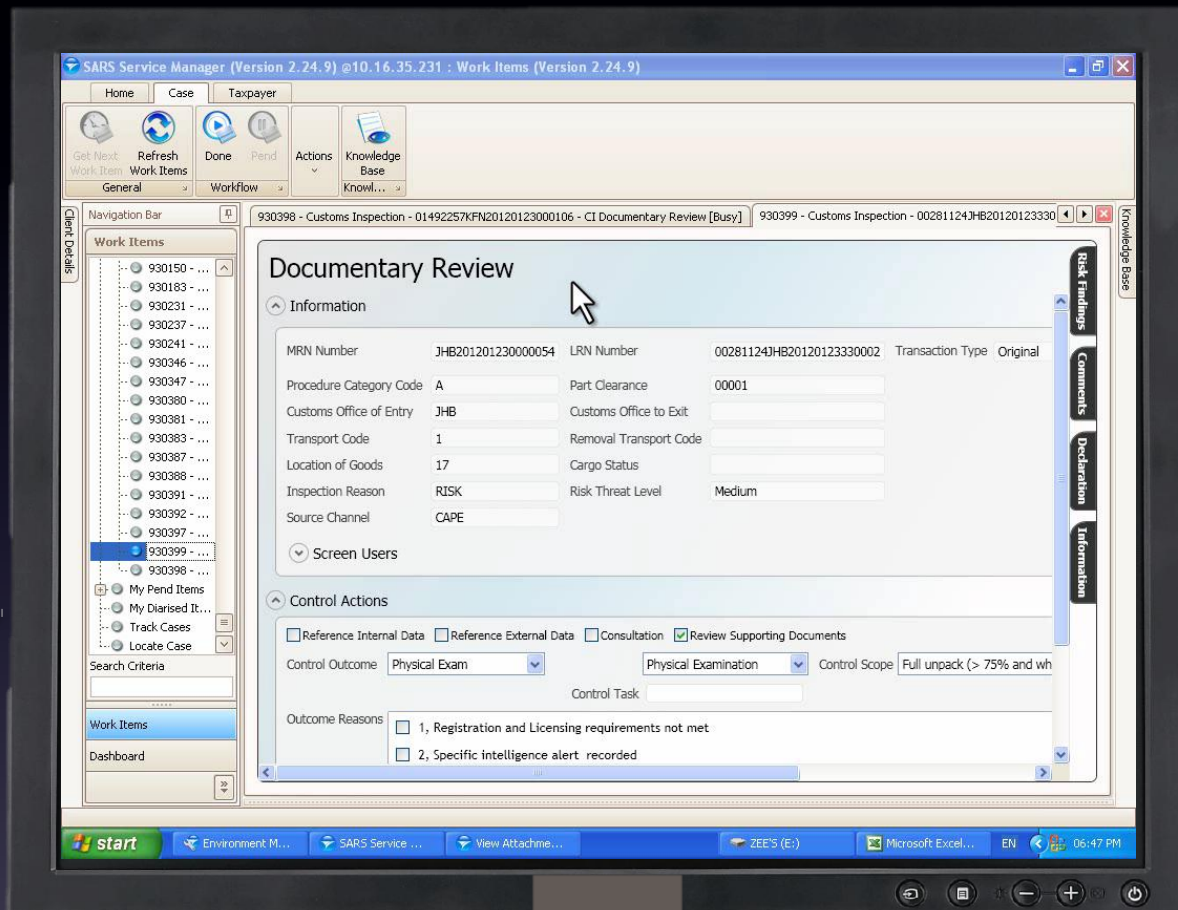 SARS Service Manager (Version 2.24.9) @10.16.35.231 : Work Items (Version 2.24.9)
Home Case Taxpayer
Get Next Work Item
Refresh Work Items
Done
Pend
Actions
Knowledge Base
General Workflow Knowl...
Client Details
Navigation Bar
Work Items
930150 - ...
930183 - ...
930231 - ...
930237 - ...
930241 - ...
930346 - ...
930347 - ...
930380 - ...
930381 - ...
930383 - ...
930387 - ...
930388 - ...
930391 - ...
930392 - ...
930397 - ...
930399 - ...
930398 - ...
My Pend Items
My Diarised It...
Track Cases
Locate Case
Search Criteria
Work Items
Dashboard
930398 - Customs Inspection - 01492257KFN20120123000106 - CI Documentary Review [Busy]
930399 - Customs Inspection - 00281124JHB20120123330
Knowledge Base
Documentary Review
Information
MRN Number JHB201201230000054 LRN Number 00281124JHB20120123330002 Transaction Type Original
Procedure Category Code A Part Clearance 00001
Customs Office of Entry JHB Customs Office to Exit
Transport Code 1 Removal Transport Code
Location of Goods 17 Cargo Status
Inspection Reason RISK Risk Threat Level Medium
Source Channel CAPE
Screen Users
Control Actions
Reference Internal Data Reference External Data Consultation Review Supporting Documents
Control Outcome Physical Exam Physical Examination Control Scope Full unpack (> 75% and wh
Control Task
Outcome Reasons 1, Registration and Licensing requirements not met
2, Specific intelligence alert recorded
Risk Findings
Comments
Declaration
Information
start Environment M... SARS Service ... View Attachme... ZEE'S (E:) Microsoft Excel... EN 06:47 PM